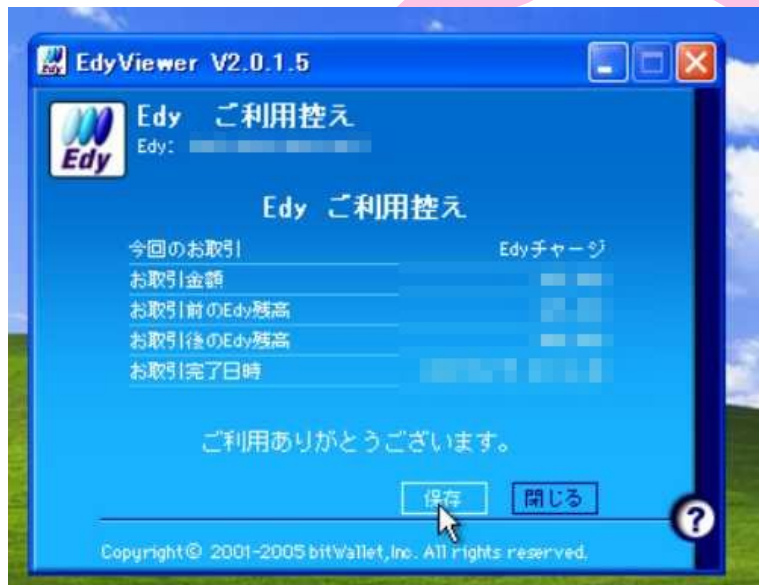 EdyViewer V2.0.1.5
Edy ご利用控え
Edy:
Edy
Edy ご利用控え
今回のお取引 Edyチャージ
お取引金額
お取引前のEdy残高
お取引後のEdy残高
お取引完了日時
ご利用ありがとうございます。
保存 閉じる
?
Copyright© 2001-2005 bitWallet,Inc. All rights reserved.